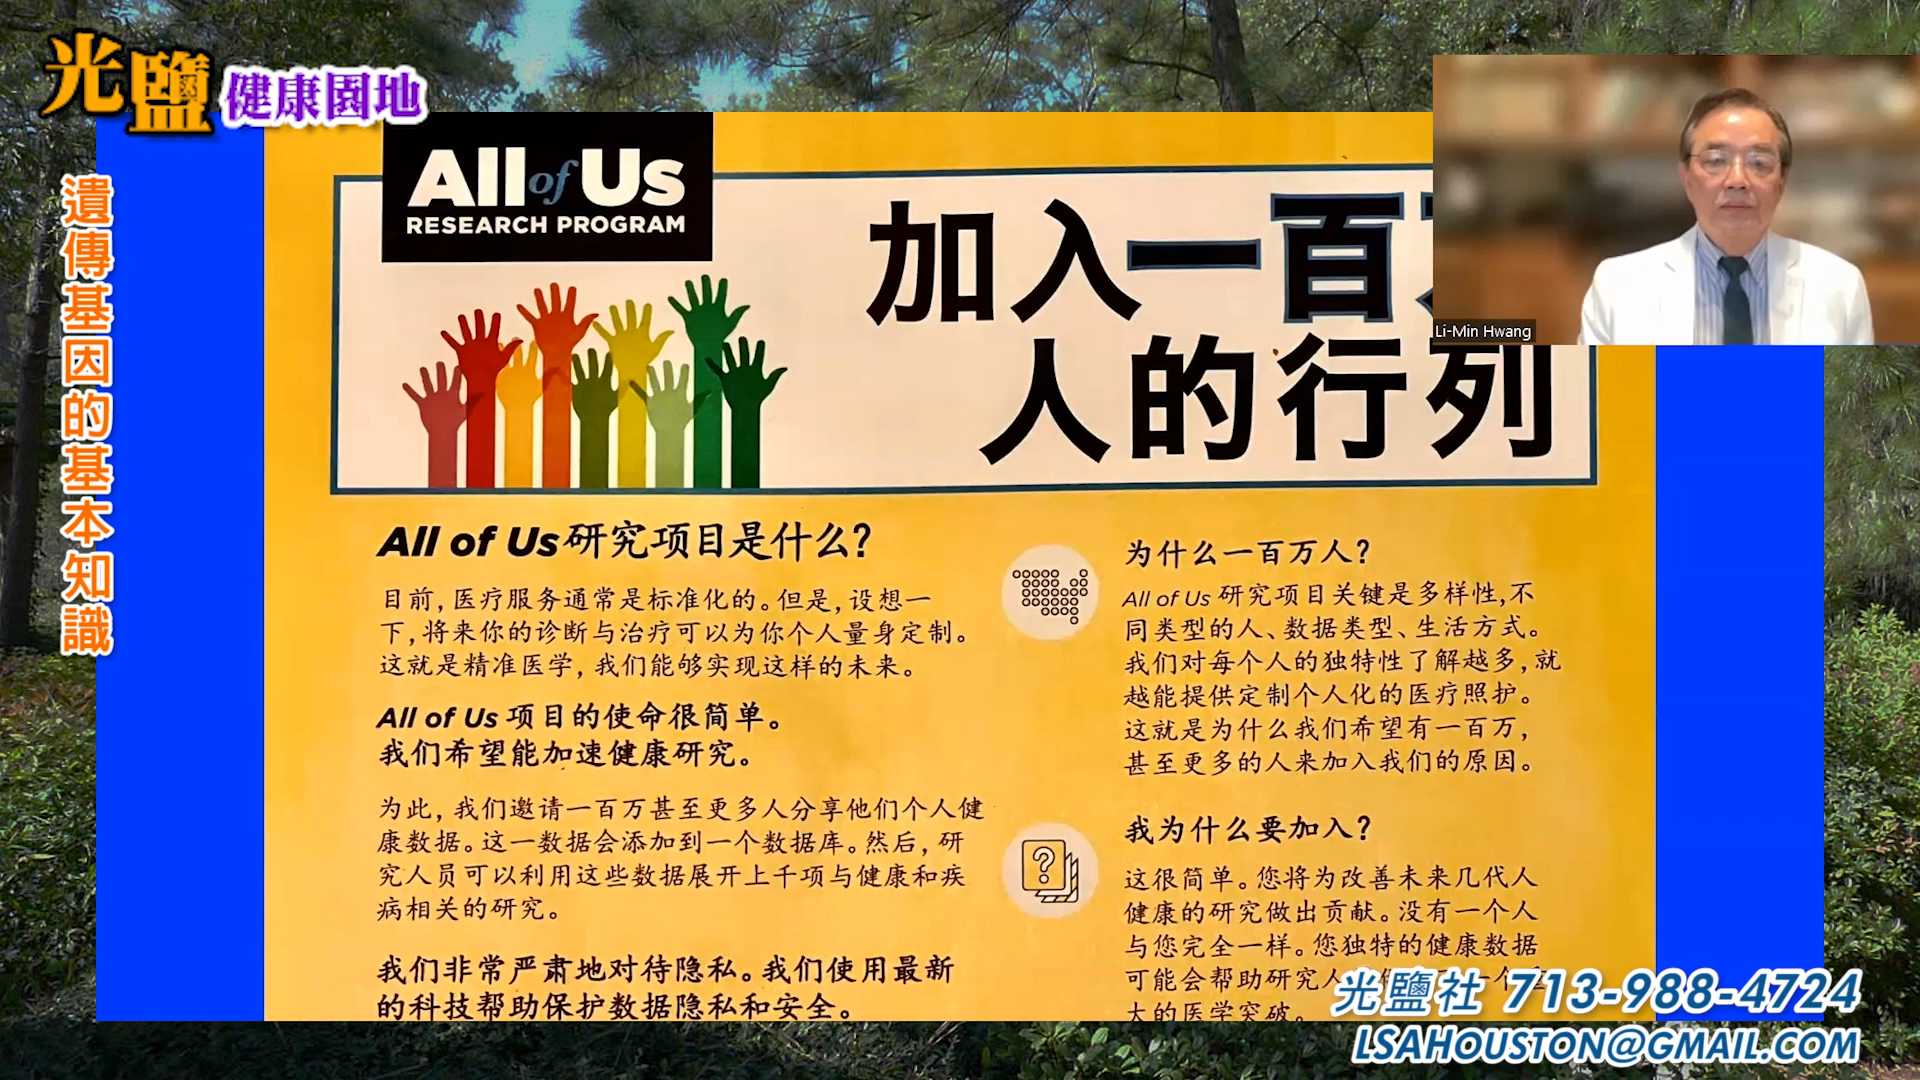 光鹽 健康園地
遺傳基因的基本知識
All of Us
RESEARCH PROGRAM
加入一百
人的行列
Li-Min Hwang
All of Us研究项目是什么?
目前，医疗服务通常是标准化的。但是，设想一
下，将来你的诊断与治疗可以为你个人量身定制。
这就是精准医学，我们能够实现这样的未来。
All of Us 项目的使命很简单。
我们希望能加速健康研究。
为此，我们邀请一百万甚至更多人分享他们个人健
康数据。这一数据会添加到一个数据库。然后，研
究人员可以利用这些数据展开上千项与健康和疾
病相关的研究。
我们非常严肃地对待隐私。我们使用最新
的科技帮助保护数据隐私和安全。
为什么一百万人?
All of Us 研究项目关键是多样性,不
同类型的人、数据类型、生活方式。
我们对每个人的独特性了解越多，就
越能提供定制个人化的医疗照护。
这就是为什么我们希望有一百万，
甚至更多的人来加入我们的原因。
我为什么要加入?
这很简单。您将为改善未来几代人
健康的研究做出贡献。没有一个人
与您完全一样。您独特的健康数据
可能会帮助研究人
大的医学突破。
光鹽社 713-988-4724
LSAHOUSTON@GMAIL.COM